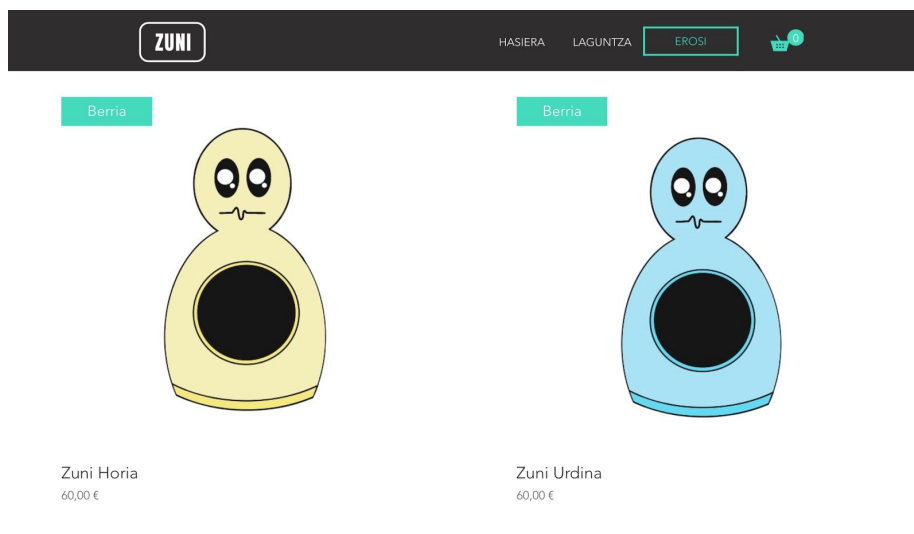 ZUNI
HASIERA LAGUNTZA EROSI 0
Berria
Berria
Zuni Horia
60,00 €
Zuni Urdina
60,00 €